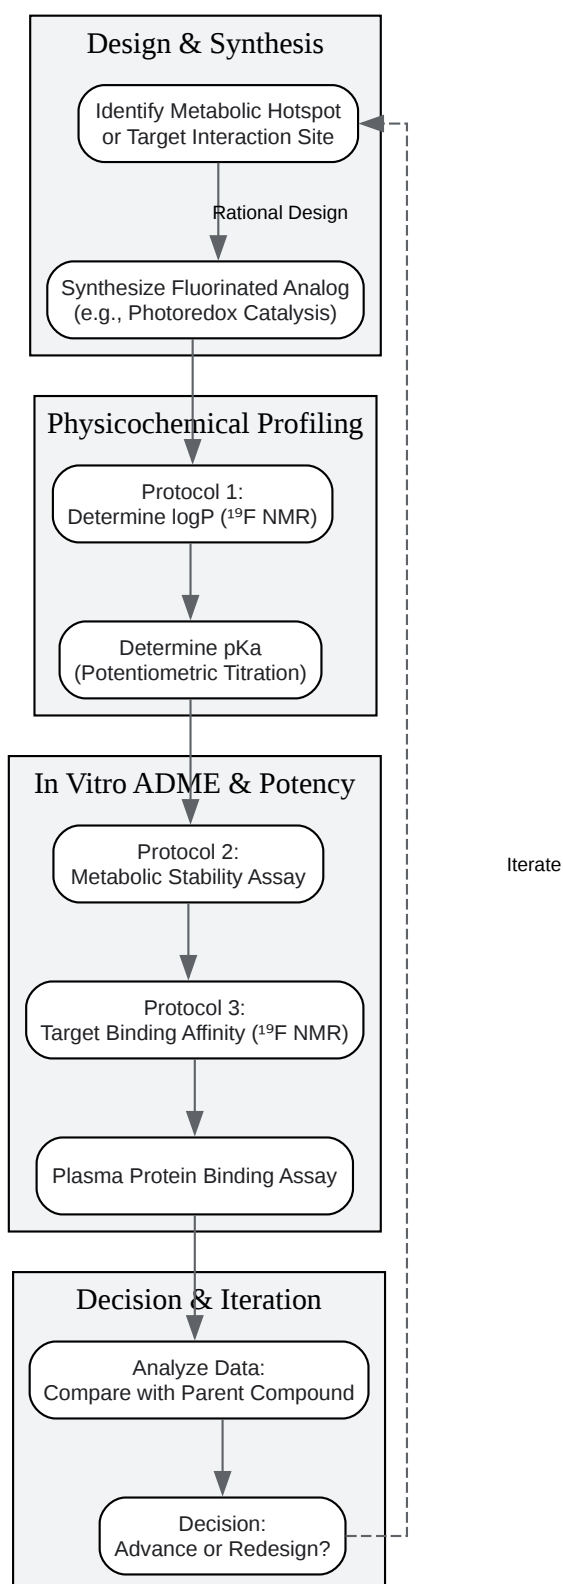 Design & Synthesis
Identify Metabolic Hotspot
or Target Interaction Site
Rational Design
Synthesize Fluorinated Analog
(e.g., Photoredox Catalysis)
Physicochemical Profiling
Protocol 1:
Determine logP (¹⁹F NMR)
Determine pKa
(Potentiometric Titration)
In Vitro ADME & Potency
Protocol 2:
Metabolic Stability Assay
Iterate
Protocol 3:
Target Binding Affinity (¹⁹F NMR)
Plasma Protein Binding Assay
Decision & Iteration
Analyze Data:
Compare with Parent Compound
Decision:
Advance or Redesign?